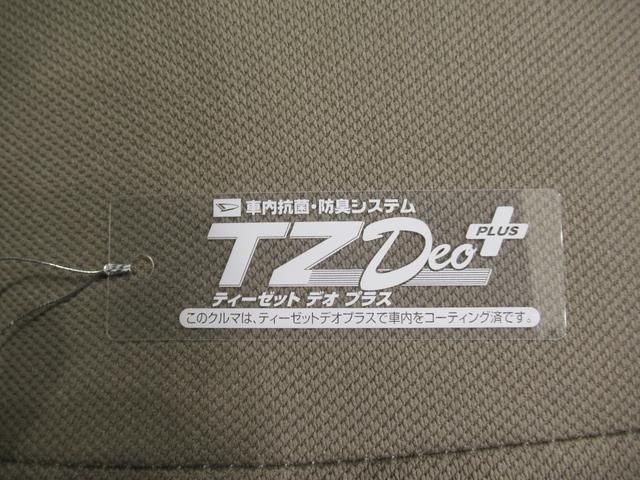 車内抗菌・防臭システム
TZ Deo PLUS
ティーゼット デオ プラス
このクルマは、ティーゼットデオプラスで車内をコーティング済です。